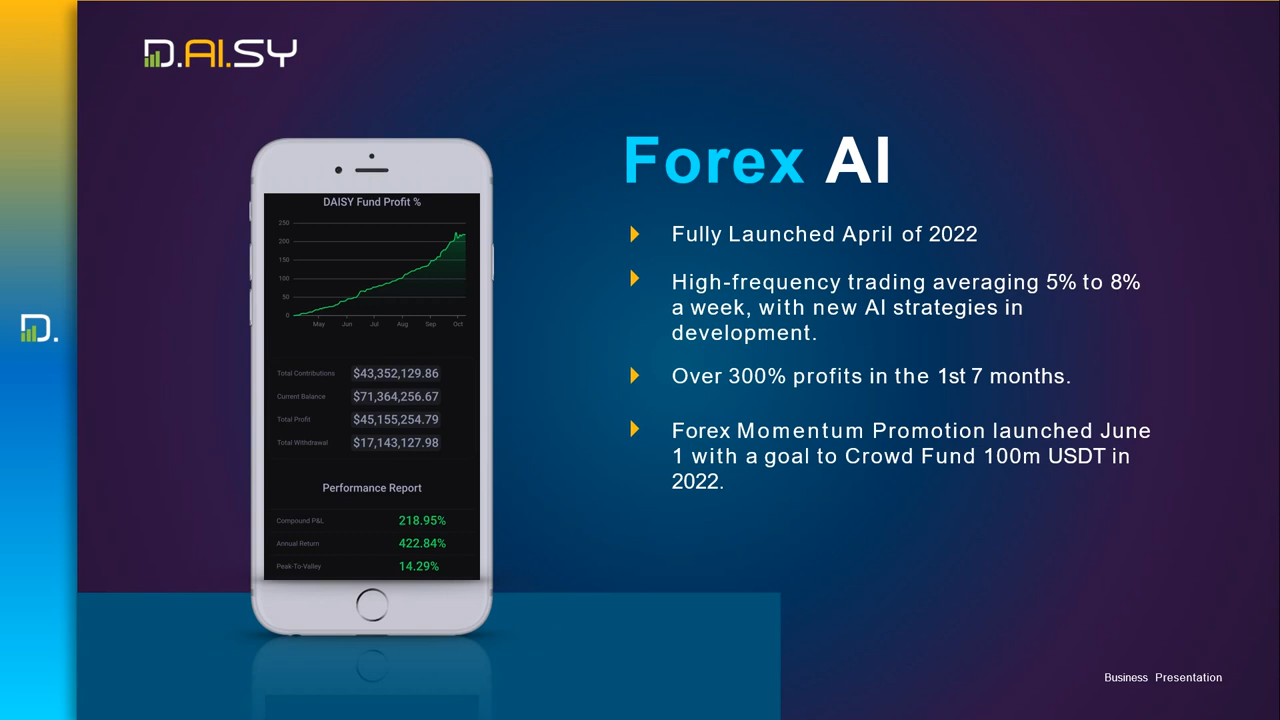 D.AI.SY
Forex AI
Fully Launched April of 2022
High-frequency trading averaging 5% to 8%
a week, with new AI strategies in
development.
Over 300% profits in the 1st 7 months.
Forex Momentum Promotion launched June
1 with a goal to Crowd Fund 100m USDT in
2022.
DAISY Fund Profit %
250
200
150
100
50
0
May Jun Jul Aug Sep Oct
Total Contributions $43,352,129.86
Current Balance $71,364,256.67
Total Profit $45,155,254.79
Total Withdrawal $17,143,127.98
Performance Report
Compound P&L 218.95%
Annual Return 422.84%
Peak-To-Valley 14.29%
D.
Business Presentation